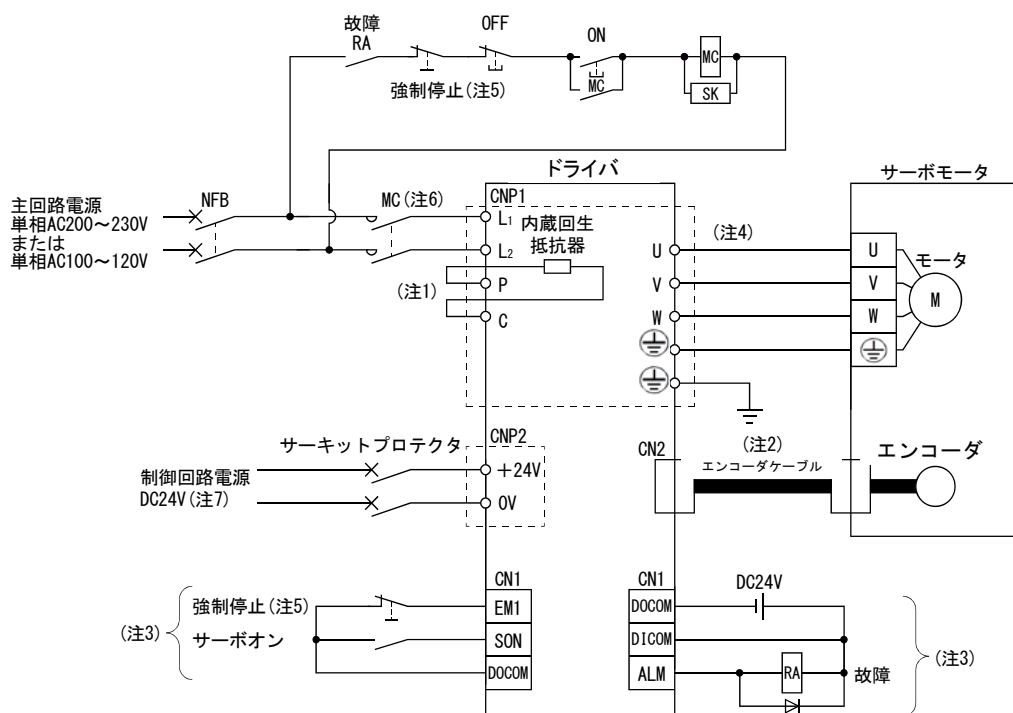 故障
RA
OFF
ON
MC
MC
SK
強制停止(注5)
ドライバ
サーボモータ
主回路電源
単相AC200～230V
または
単相AC100～120V
NFB
MC(注6)
CNP1
L1
内蔵回生
抵抗器
L2
(注1)
P
C
U
V
W
(注4)
U
V
W
モータ
M
CNP2
サーキットプロテクタ
制御回路電源
DC24V(注7)
+24V
0V
CN2
(注2)
エンコーダケーブル
エンコーダ
CN1
(注3)
強制停止(注5)
EM1
サーボオン
SON
DOCOM
CN1
DC24V
DOCOM
DICOM
ALM
RA
故障
(注3)